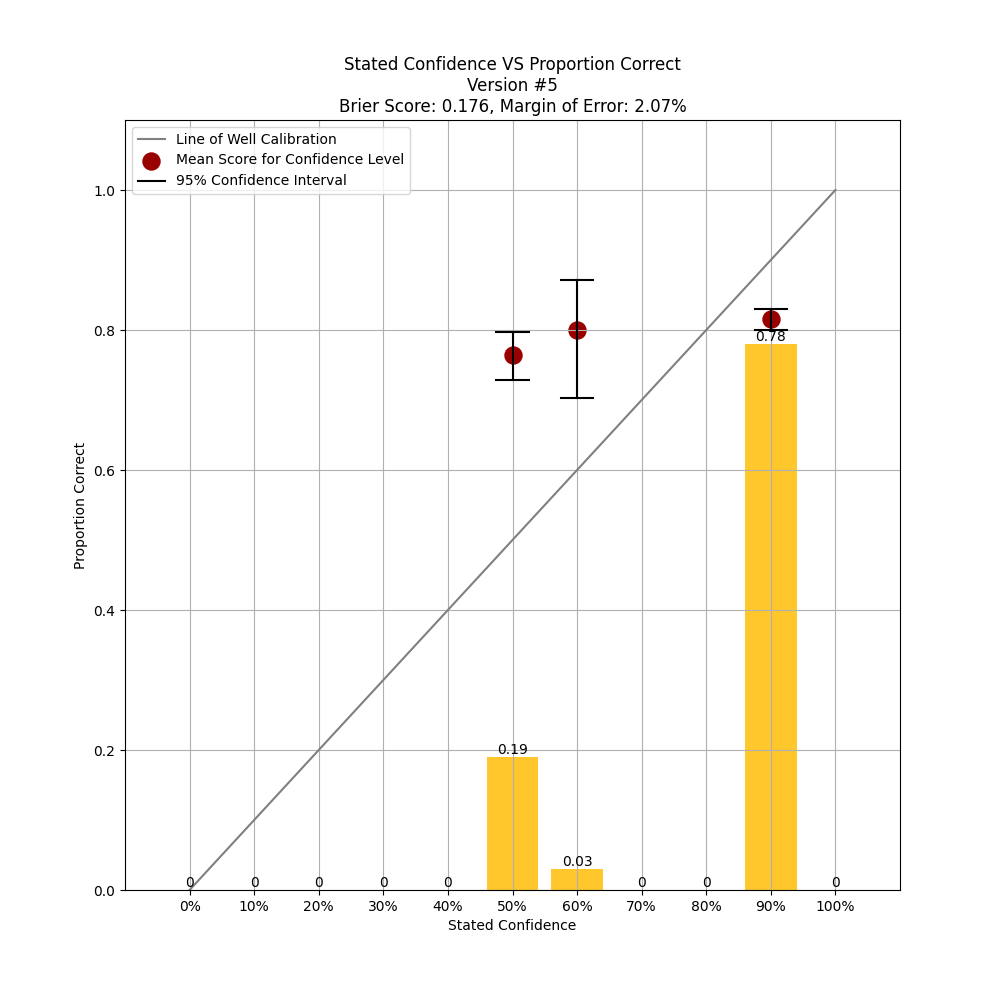 Stated Confidence VS Proportion Correct
Version #5
Brier Score: 0.176, Margin of Error: 2.07%
Line of Well Calibration
Mean Score for Confidence Level
95% Confidence Interval
1.0
0.8
0.6
0.4
0.2
0.0
Proportion Correct
0.78
0.19
0.03
0 0 0 0 0 0 0 0
0% 10% 20% 30% 40% 50% 60% 70% 80% 90% 100%
Stated Confidence